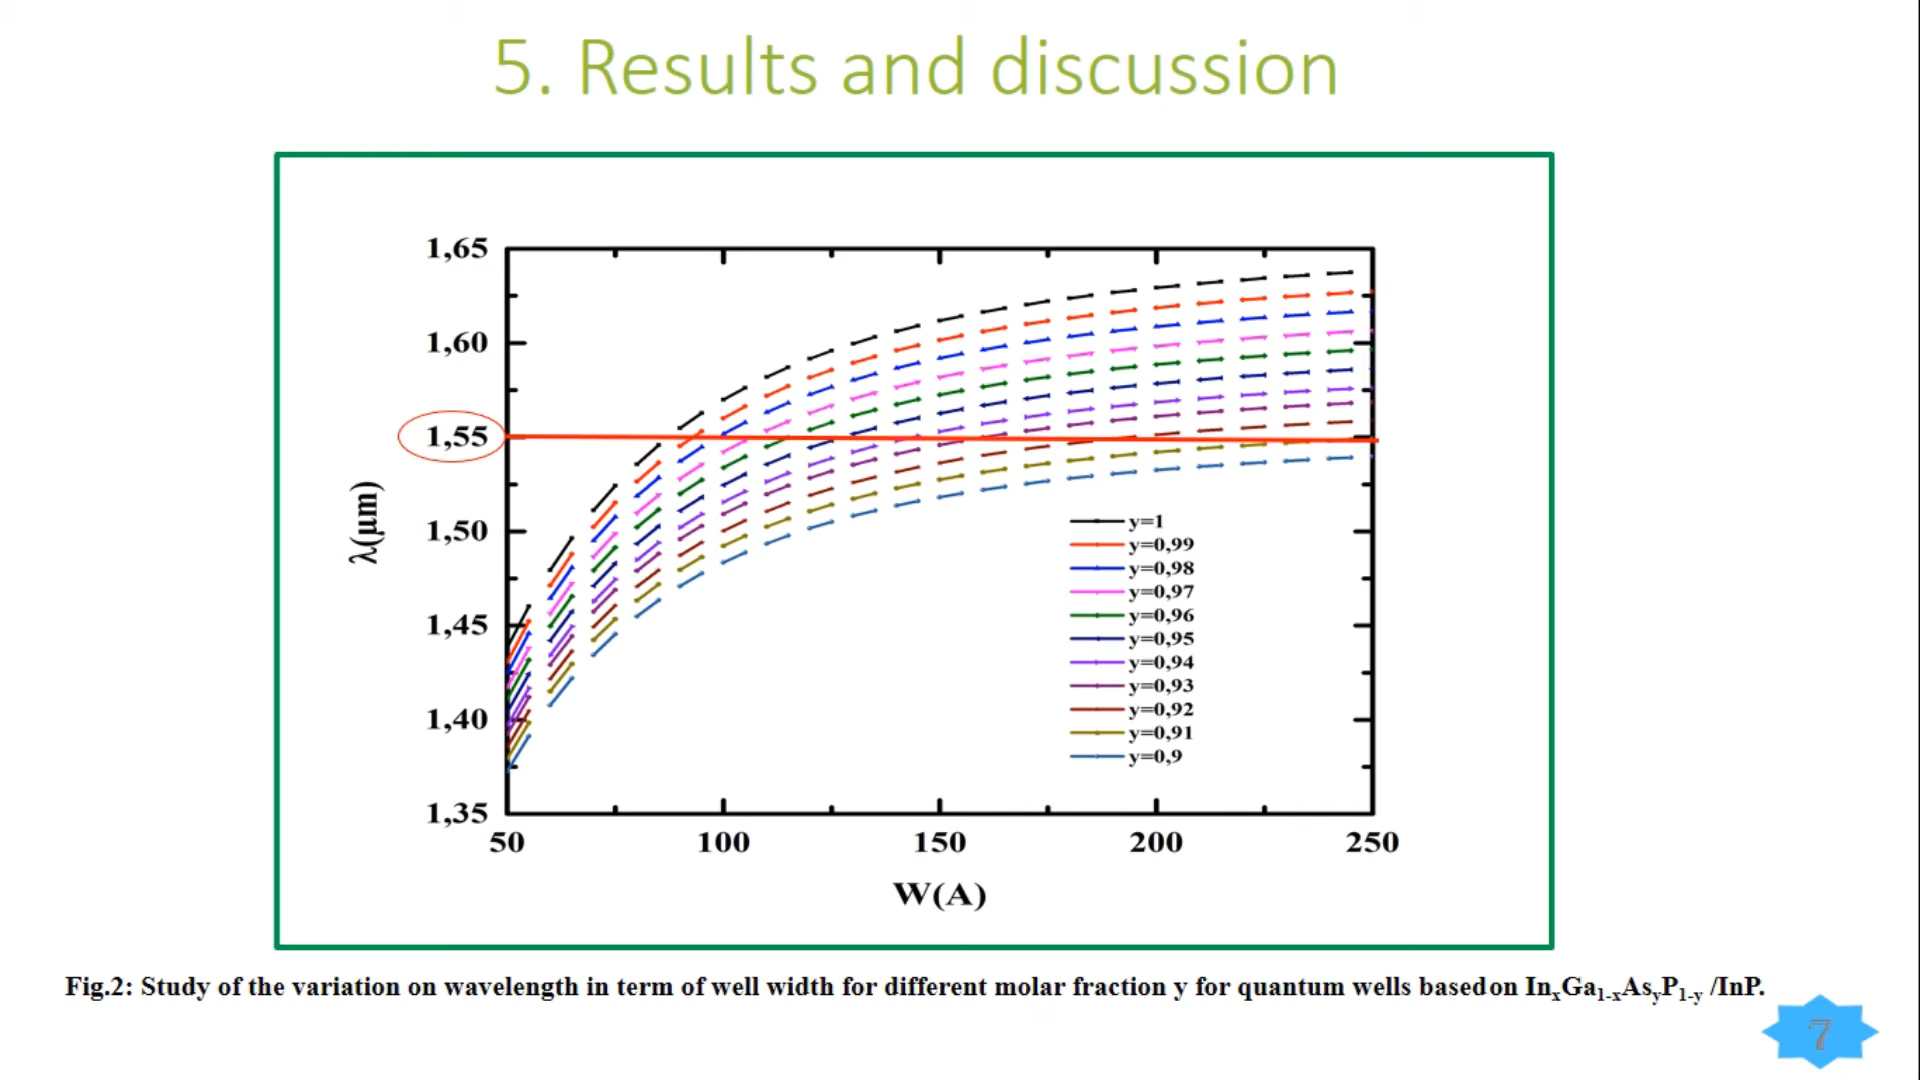 5. Results and discussion
1,65
1,60
1,55
1,50
1,45
1,40
1,35
λ(μm)
50 100 150 200 250
W(A)
y=1
y=0,99
y=0,98
y=0,97
y=0,96
y=0,95
y=0,94
y=0,93
y=0,92
y=0,91
y=0,9
Fig.2: Study of the variation on wavelength in term of well width for different molar fraction y for quantum wells based on InxGa1-xAsyP1-y /InP.
7